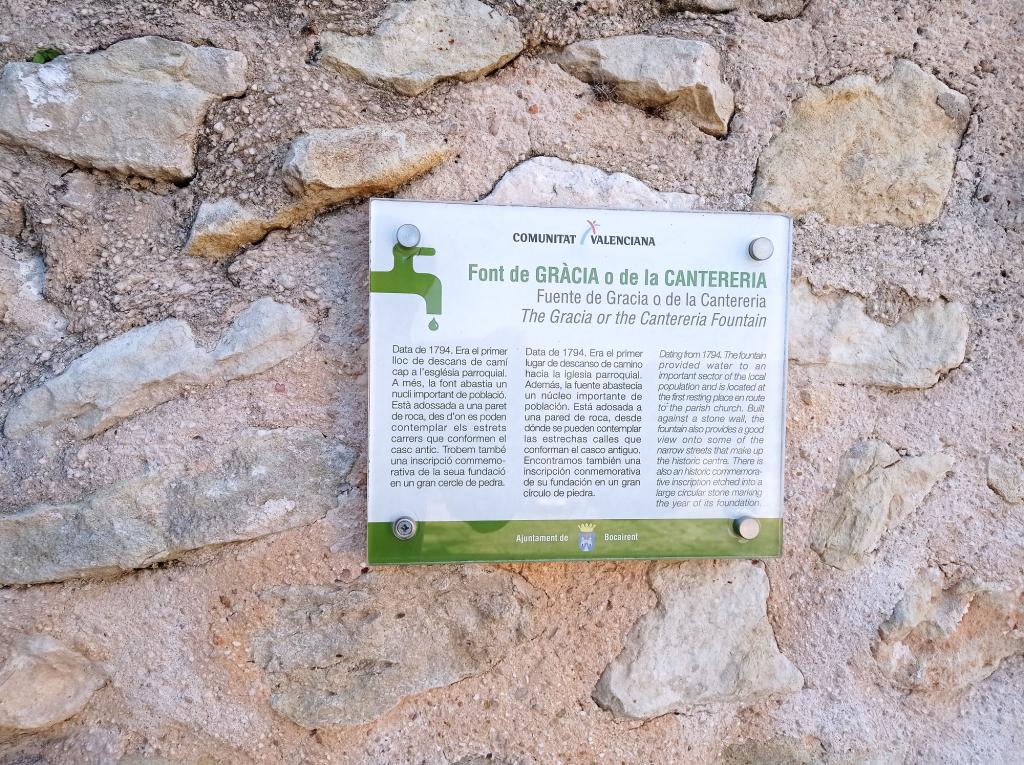 COMUNITAT VALENCIANA
Font de GRÀCIA o de la CANTERERIA
Fuente de Gracia o de la Cantereria
The Gracia or the Cantereria Fountain
Data de 1794. Era el primer
lloc de descans de camí
cap a l'església parroquial.
A més, la font abastia un
nucli important de població.
Està adossada a una paret
de roca, des d'on es poden
contemplar els estrets
carrers que conformen el
casc antic. Trobem també
una inscripció commemo-
rativa de la seua fundació
en un gran cercle de pedra.
Data de 1794. Era el primer
lugar de descanso de camino
hacia la iglesia parroquial.
Además, la fuente abastecía
un núcleo importante de
población. Está adosada a
una pared de roca, desde
dónde se pueden contemplar
las estrechas calles que
conforman el casco antiguo.
Encontramos también una
inscripción conmemorativa
de su fundación en un gran
círculo de piedra.
Dating from 1794. The fountain
provided water to an
important sector of the local
population and is located at
the first resting place en route
to the parish church. Built
against a stone wall, the
fountain also provides a good
view onto some of the
narrow streets that make up
the historic centre. There is
also an historic commemora-
tive inscription etched into a
large circular stone marking
the year of its foundation.
Ajuntament de Bocairent